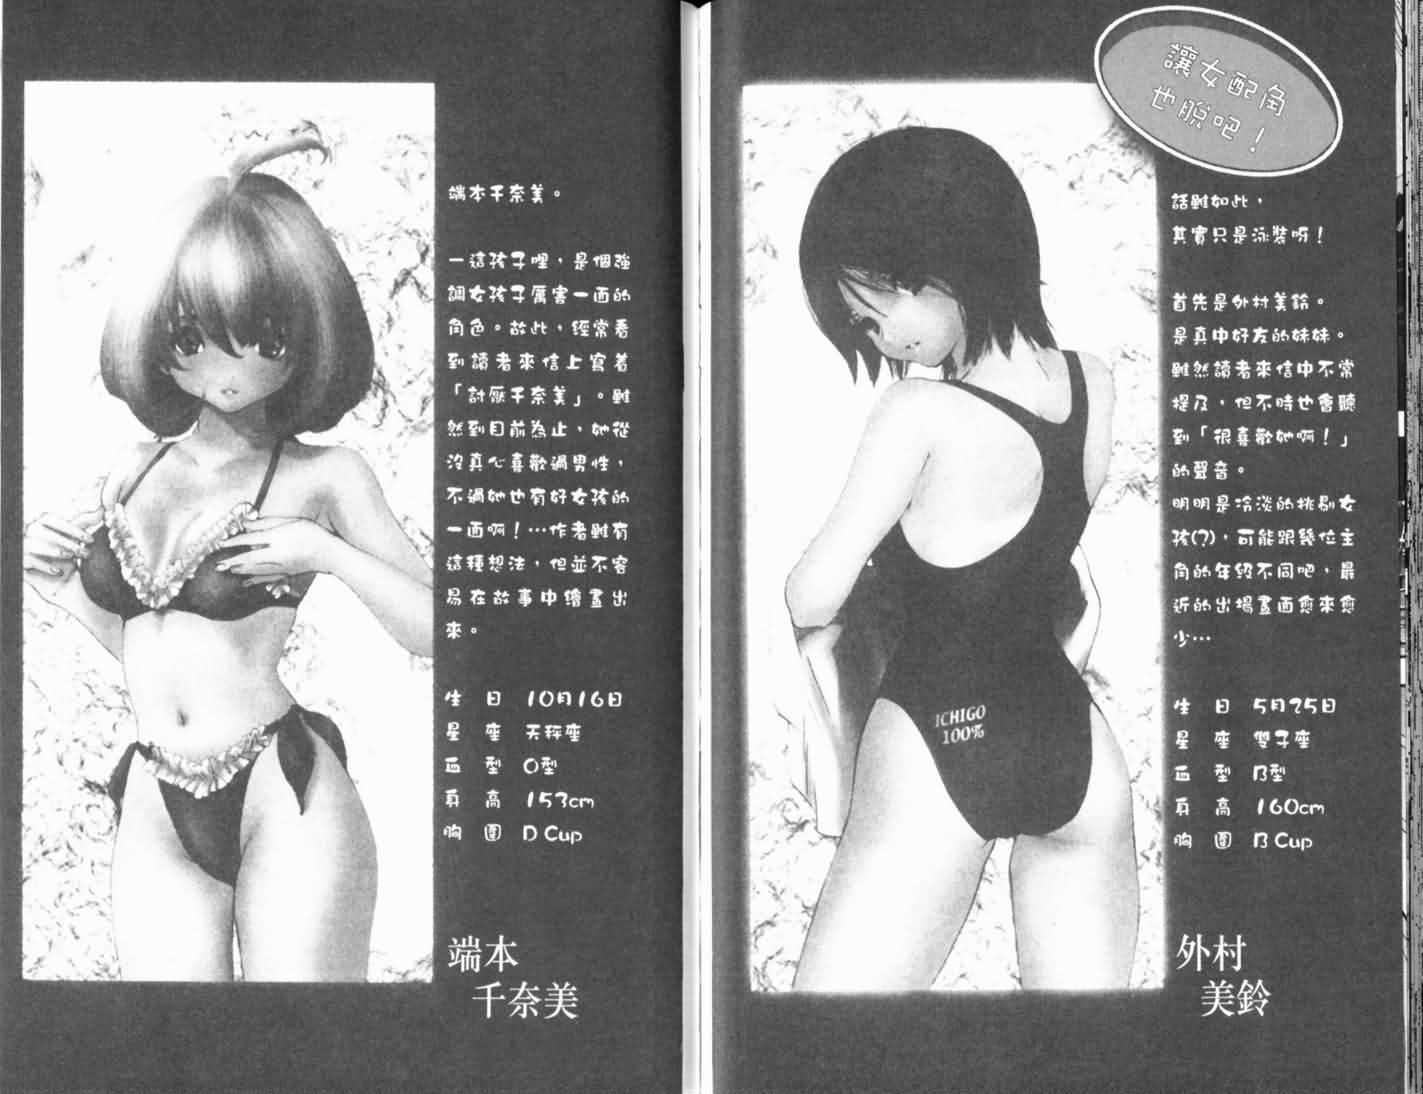 讓女配角
也脫吧！
話雖如此，
其實只是泳裝呀！
首先是外村美鈴。
是真中好友的妹妹。
雖然讀者來信中不常
提及，但不時也會聽
到「很喜歡她啊！」
的聲音。
明明是冷淡的挑剔女
孩(?)，可能跟幾位主
角的年級不同吧，最
近的出場畫面愈來愈
少…
生日 5月25日
星座 雙子座
血型 B型
身高 160cm
胸圍 B Cup
外村
美鈴
ICHIGO
100%
端本千奈美。
一這孩子哩，是個強
調女孩子厲害一面的
角色。故此，經常看
到讀者來信上寫着
「討厭千奈美」。雖
然到目前為止，她從
沒真心喜歡過男性，
不過她也有好女孩的
一面啊！…作者雖有
這種想法，但並不容
易在故事中繪畫出
來。
生日 10月16日
星座 天秤座
血型 O型
身高 153cm
胸圍 D Cup
端本
千奈美